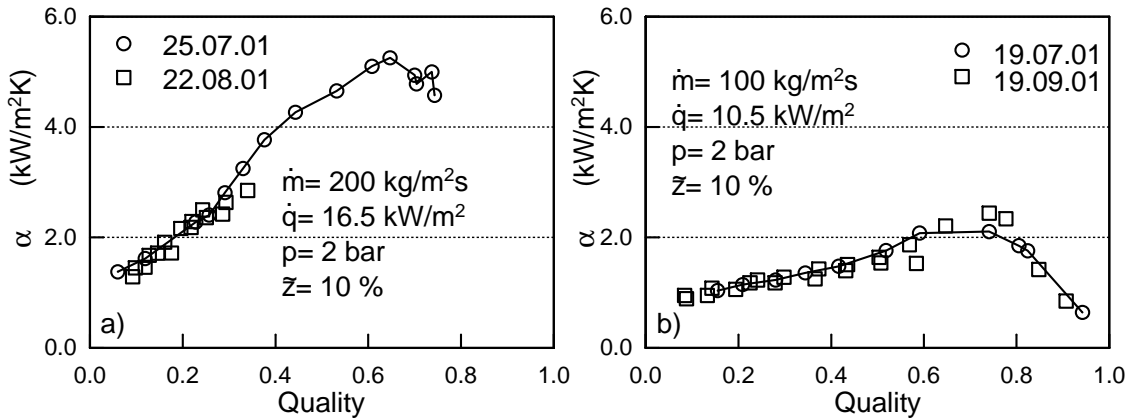 6.0
4.0
2.0
0.0
α (kW/m²K)
25.07.01
22.08.01
ṁ= 200 kg/m²s
q̇= 16.5 kW/m²
p= 2 bar
z̃= 10 %
a)
0.0 0.2 0.4 0.6 0.8 1.0
Quality
6.0
4.0
2.0
0.0
α (kW/m²K)
19.07.01
19.09.01
ṁ= 100 kg/m²s
q̇= 10.5 kW/m²
p= 2 bar
z̃= 10 %
b)
0.0 0.2 0.4 0.6 0.8 1.0
Quality